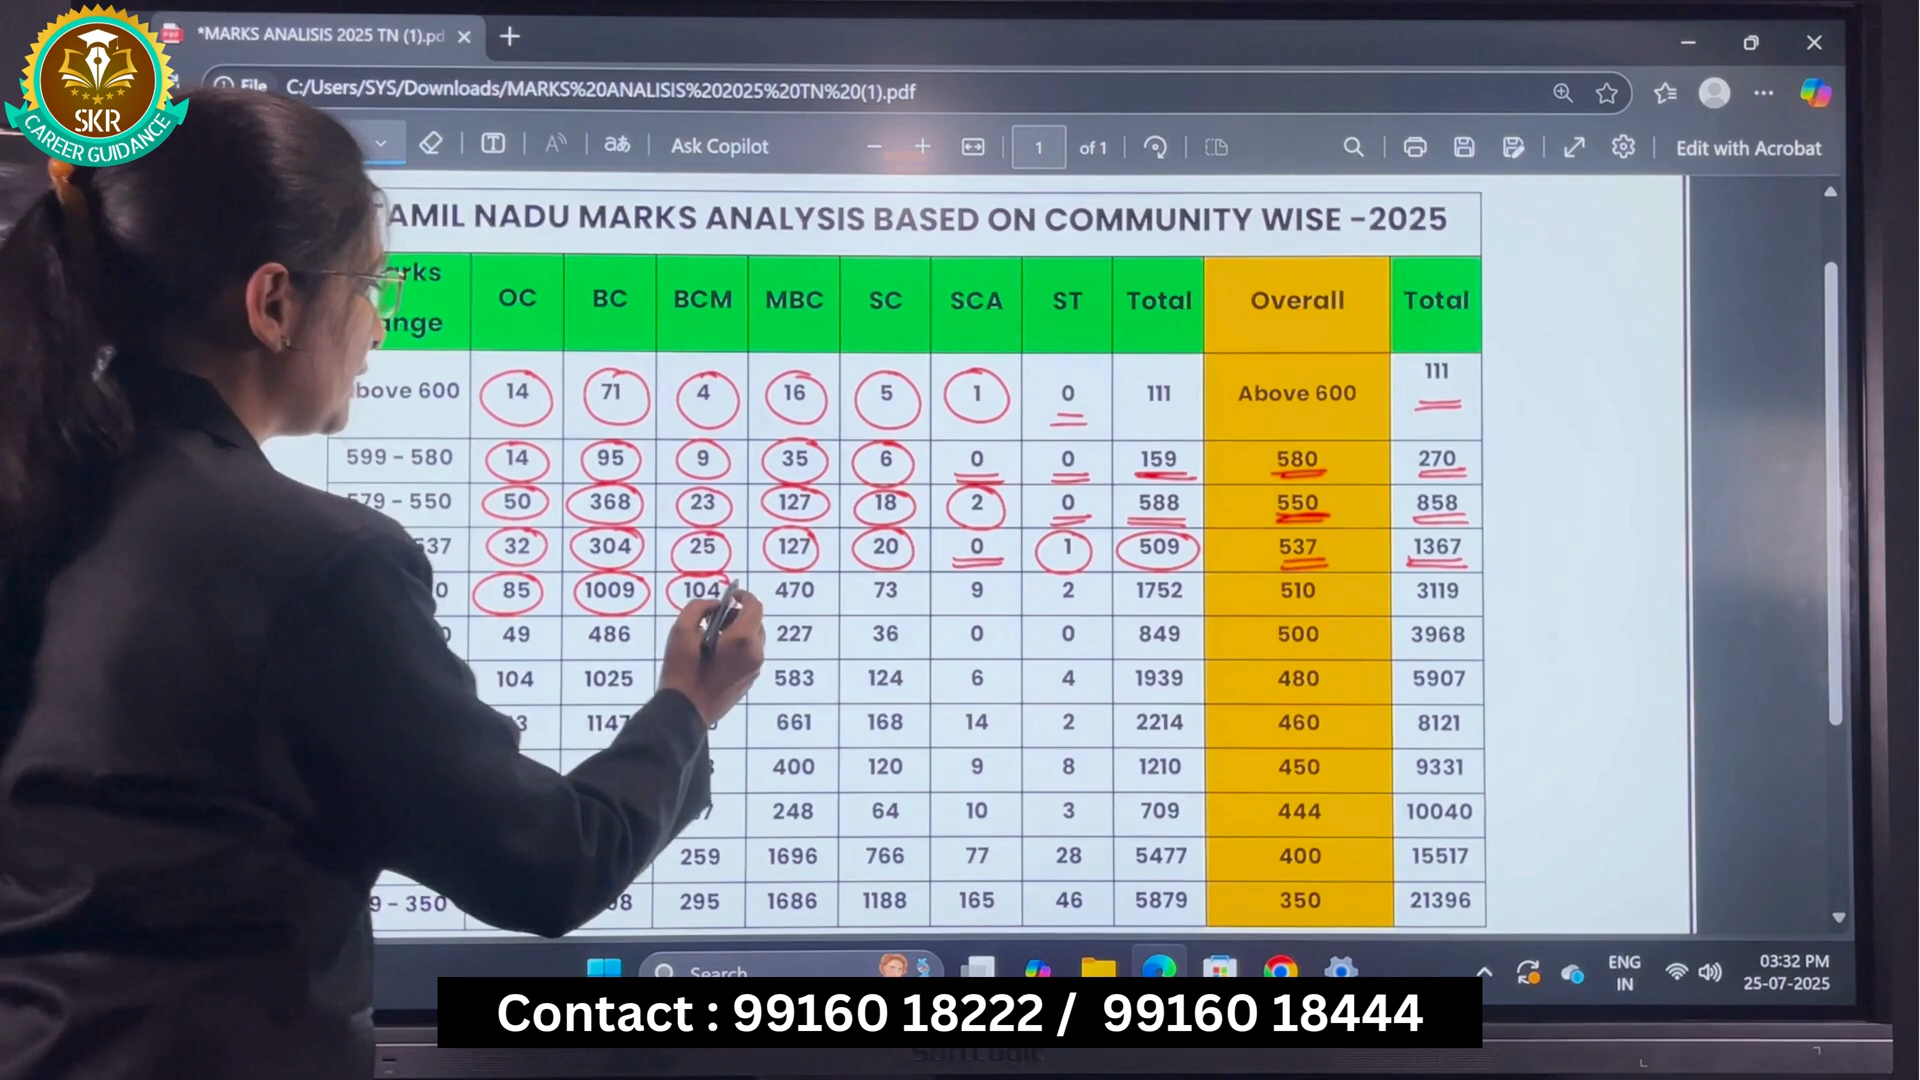 *MARKS ANALISIS 2025 TN (1).pd
SKR
CAREER GUIDANCE
File C:/Users/SYS/Downloads/MARKS%20ANALISIS%202025%20TN%20(1).pdf
Ask Copilot 1 of 1 Edit with Acrobat
AMIL NADU MARKS ANALYSIS BASED ON COMMUNITY WISE -2025
OC BC BCM MBC SC SCA ST Total Overall Total
bove 600 14 71 4 16 5 1 0 111 Above 600 111
599 - 580 14 95 9 35 6 0 0 159 580 270
79 - 550 50 368 23 127 18 2 0 588 550 858
537 32 304 25 127 20 0 1 509 537 1367
0 85 1009 104 470 73 9 2 1752 510 3119
49 486 227 36 0 0 849 500 3968
104 1025 583 124 6 4 1939 480 5907
3 1147 661 168 14 2 2214 460 8121
400 120 9 8 1210 450 9331
7 248 64 10 3 709 444 10040
259 1696 766 77 28 5477 400 15517
9 - 350 98 295 1686 1188 165 46 5879 350 21396
Search
ENG
IN
03:32 PM
25-07-2025
Contact : 99160 18222 / 99160 18444